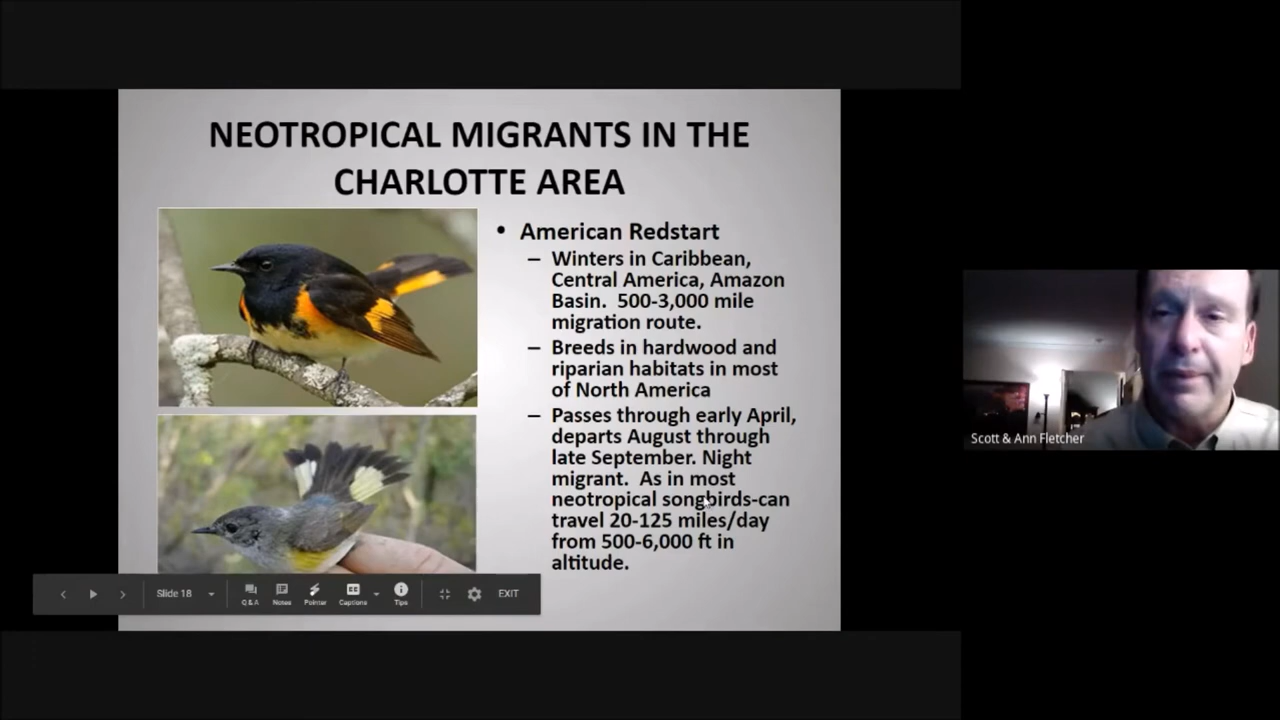 NEOTROPICAL MIGRANTS IN THE
CHARLOTTE AREA
• American Redstart
– Winters in Caribbean,
Central America, Amazon
Basin. 500-3,000 mile
migration route.
– Breeds in hardwood and
riparian habitats in most
of North America
– Passes through early April,
departs August through
late September. Night
migrant. As in most
neotropical songbirds-can
travel 20-125 miles/day
from 500-6,000 ft in
altitude.
Scott & Ann Fletcher
Slide 18
Q & A
Notes
Pointer
Captions
Tips
EXIT